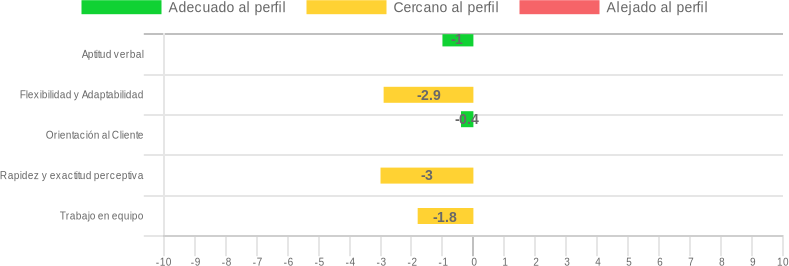 Adecuado al perfil Cercano al perfil Alejado al perfil
Aptitud verbal -1
Flexibilidad y Adaptabilidad -2.9
Orientación al Cliente -0.4
Rapidez y exactitud perceptiva -3
Trabajo en equipo -1.8
-10 -9 -8 -7 -6 -5 -4 -3 -2 -1 0 1 2 3 4 5 6 7 8 9 10